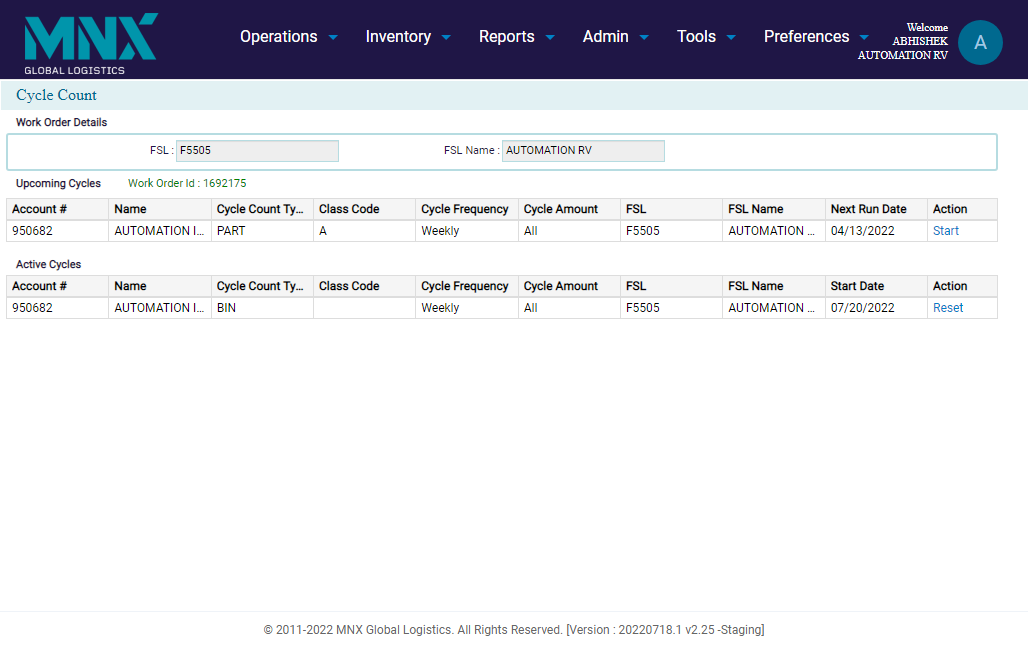 MNX
GLOBAL LOGISTICS
Operations Inventory Reports Admin Tools Preferences
Welcome
ABHISHEK
AUTOMATION RV
A
Cycle Count
Work Order Details
FSL : F5505 FSL Name : AUTOMATION RV
Upcoming Cycles Work Order Id : 1692175
Account # Name Cycle Count Ty... Class Code Cycle Frequency Cycle Amount FSL FSL Name Next Run Date Action
950682 AUTOMATION I... PART A Weekly All F5505 AUTOMATION ... 04/13/2022 Start
Active Cycles
Account # Name Cycle Count Ty... Class Code Cycle Frequency Cycle Amount FSL FSL Name Start Date Action
950682 AUTOMATION I... BIN Weekly All F5505 AUTOMATION ... 07/20/2022 Reset
© 2011-2022 MNX Global Logistics. All Rights Reserved. [Version : 20220718.1 v2.25 -Staging]